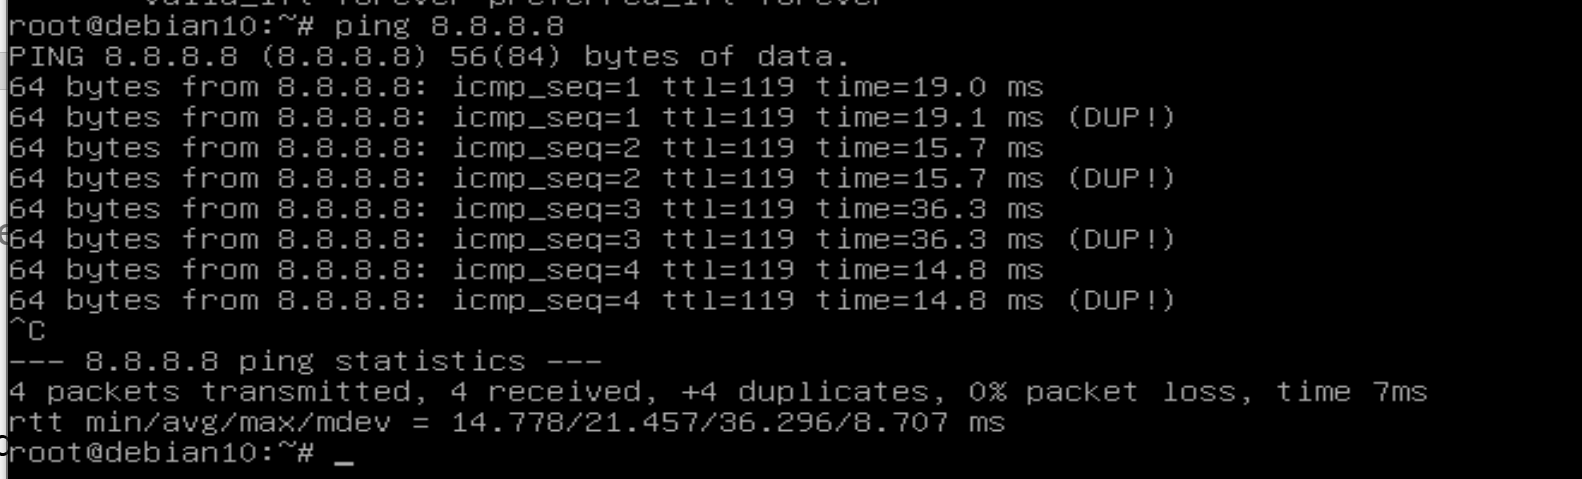 valid_lft forever preferred_lft forever
root@debian10:~# ping 8.8.8.8
PING 8.8.8.8 (8.8.8.8) 56(84) bytes of data.
64 bytes from 8.8.8.8: icmp_seq=1 ttl=119 time=19.0 ms
64 bytes from 8.8.8.8: icmp_seq=1 ttl=119 time=19.1 ms (DUP!)
64 bytes from 8.8.8.8: icmp_seq=2 ttl=119 time=15.7 ms
64 bytes from 8.8.8.8: icmp_seq=2 ttl=119 time=15.7 ms (DUP!)
64 bytes from 8.8.8.8: icmp_seq=3 ttl=119 time=36.3 ms
64 bytes from 8.8.8.8: icmp_seq=3 ttl=119 time=36.3 ms (DUP!)
64 bytes from 8.8.8.8: icmp_seq=4 ttl=119 time=14.8 ms
64 bytes from 8.8.8.8: icmp_seq=4 ttl=119 time=14.8 ms (DUP!)
^C
--- 8.8.8.8 ping statistics ---
4 packets transmitted, 4 received, +4 duplicates, 0% packet loss, time 7ms
rtt min/avg/max/mdev = 14.778/21.457/36.296/8.707 ms
root@debian10:~# _